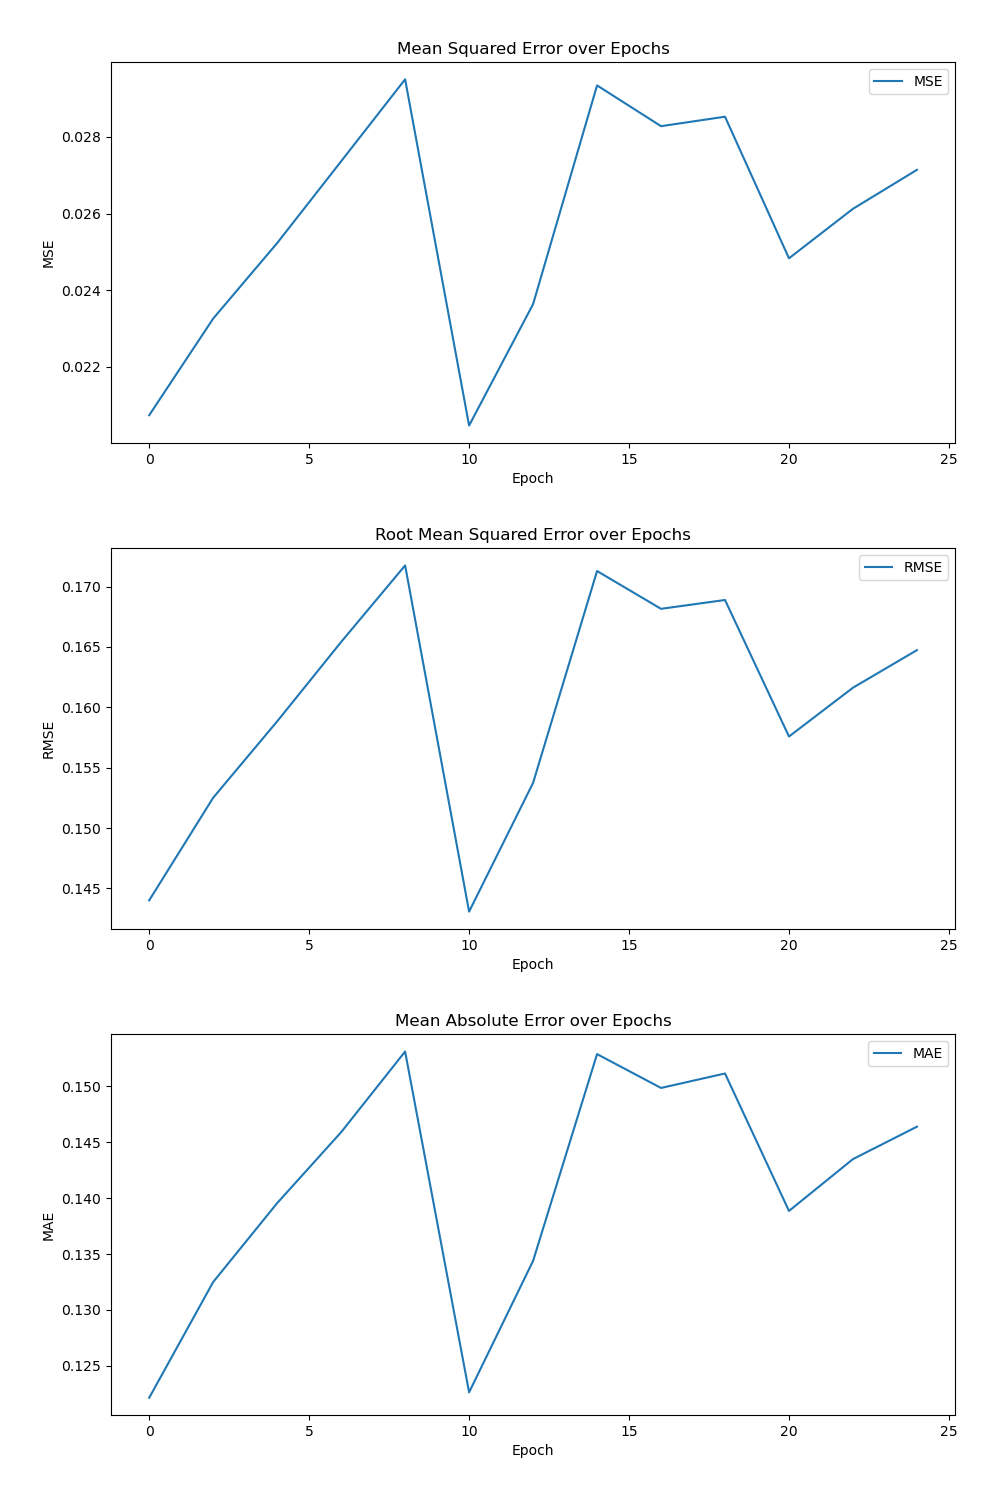 Mean Squared Error over Epochs
MSE
0.028
0.026
0.024
0.022
MSE
0 5 10 15 20 25
Epoch
Root Mean Squared Error over Epochs
RMSE
0.170
0.165
0.160
0.155
0.150
0.145
RMSE
0 5 10 15 20 25
Epoch
Mean Absolute Error over Epochs
MAE
0.150
0.145
0.140
0.135
0.130
0.125
MAE
0 5 10 15 20 25
Epoch